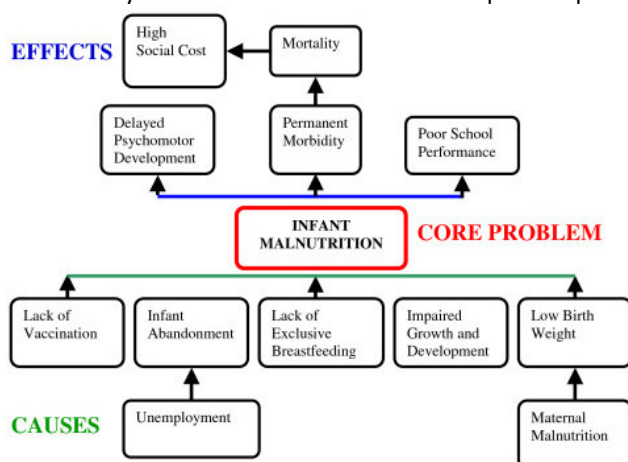 High
Social Cost
Mortality
EFFECTS
Delayed
Psychomotor
Development
Permanent
Morbidity
Poor School
Performance
INFANT
MALNUTRITION
CORE PROBLEM
Lack of
Vaccination
Infant
Abandonment
Lack of
Exclusive
Breastfeeding
Impaired
Growth and
Development
Low Birth
Weight
CAUSES
Unemployment
Maternal
Malnutrition